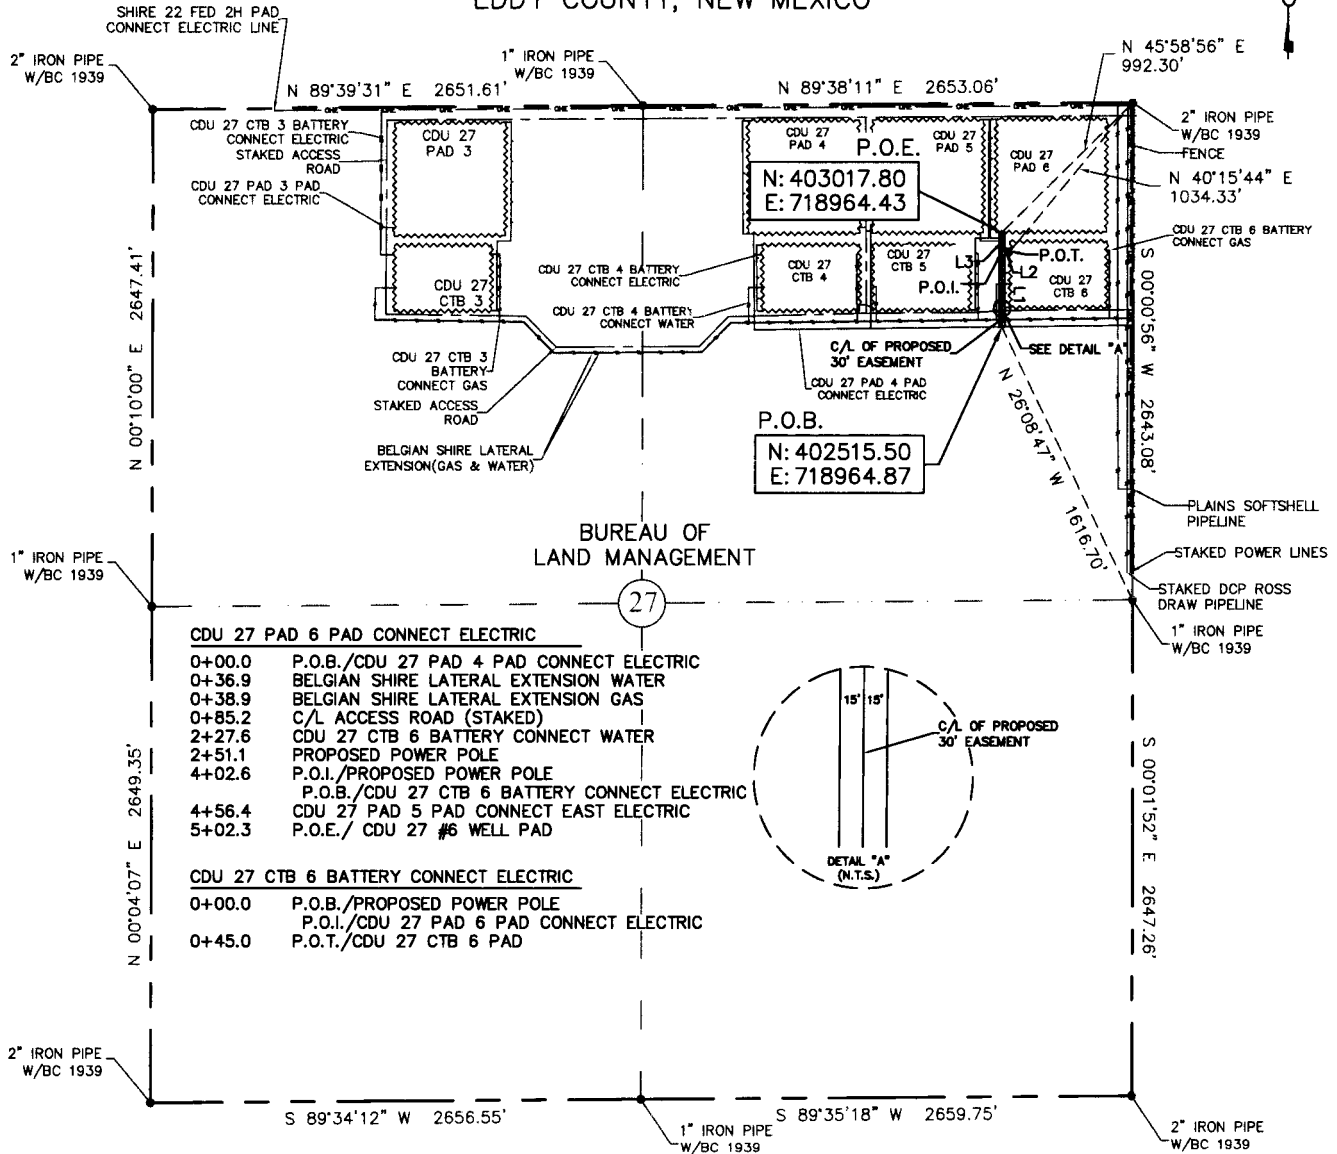 EDDY COUNTY, NEW MEXICO
SHIRE 22 FED 2H PAD
CONNECT ELECTRIC LINE
2" IRON PIPE
W/BC 1939
1" IRON PIPE
W/BC 1939
N 45°58'56" E
992.30'
N 89°39'31" E 2651.61'
N 89°38'11" E 2653.06'
2" IRON PIPE
W/BC 1939
FENCE
CDU 27 CTB 3 BATTERY
CONNECT ELECTRIC
STAKED ACCESS
ROAD
CDU 27
PAD 3
CDU 27
PAD 4
CDU 27
PAD 5
CDU 27
PAD 6
P.O.E.
N: 403017.80
E: 718964.43
N 40°15'44" E
1034.33'
CDU 27 PAD 3 PAD
CONNECT ELECTRIC
CDU 27 CTB 6 BATTERY
CONNECT GAS
N 00°10'00" E 2647.41'
CDU 27
CTB 3
CDU 27 CTB 4 BATTERY
CONNECT ELECTRIC
CDU 27
CTB 4
CDU 27
CTB 5
L3
P.O.T.
L2
P.O.I.
L1
CDU 27
CTB 6
S 00°00'56" W 2643.08'
CDU 27 CTB 4 BATTERY
CONNECT WATER
CDU 27 CTB 3
BATTERY
CONNECT GAS
C/L OF PROPOSED
30' EASEMENT
SEE DETAIL "A"
CDU 27 PAD 4 PAD
CONNECT ELECTRIC
STAKED ACCESS
ROAD
N 26°08'47" W 1616.70'
P.O.B.
N: 402515.50
E: 718964.87
BELGIAN SHIRE LATERAL
EXTENSION(GAS & WATER)
PLAINS SOFTSHELL
PIPELINE
BUREAU OF
LAND MANAGEMENT
STAKED POWER LINES
1" IRON PIPE
W/BC 1939
27
STAKED DCP ROSS
DRAW PIPELINE
1" IRON PIPE
W/BC 1939
CDU 27 PAD 6 PAD CONNECT ELECTRIC
0+00.0 P.O.B./CDU 27 PAD 4 PAD CONNECT ELECTRIC
0+36.9 BELGIAN SHIRE LATERAL EXTENSION WATER
0+38.9 BELGIAN SHIRE LATERAL EXTENSION GAS
0+85.2 C/L ACCESS ROAD (STAKED)
2+27.6 CDU 27 CTB 6 BATTERY CONNECT WATER
2+51.1 PROPOSED POWER POLE
4+02.6 P.O.I./PROPOSED POWER POLE
P.O.B./CDU 27 CTB 6 BATTERY CONNECT ELECTRIC
4+56.4 CDU 27 PAD 5 PAD CONNECT EAST ELECTRIC
5+02.3 P.O.E./ CDU 27 #6 WELL PAD
15' 15'
C/L OF PROPOSED
30' EASEMENT
DETAIL "A"
(N.T.S.)
N 00°04'07" E 2649.35'
S 00°01'52" E 2647.26'
CDU 27 CTB 6 BATTERY CONNECT ELECTRIC
0+00.0 P.O.B./PROPOSED POWER POLE
P.O.I./CDU 27 PAD 6 PAD CONNECT ELECTRIC
0+45.0 P.O.T./CDU 27 CTB 6 PAD
2" IRON PIPE
W/BC 1939
S 89°34'12" W 2656.55'
1" IRON PIPE
W/BC 1939
S 89°35'18" W 2659.75'
2" IRON PIPE
W/BC 1939